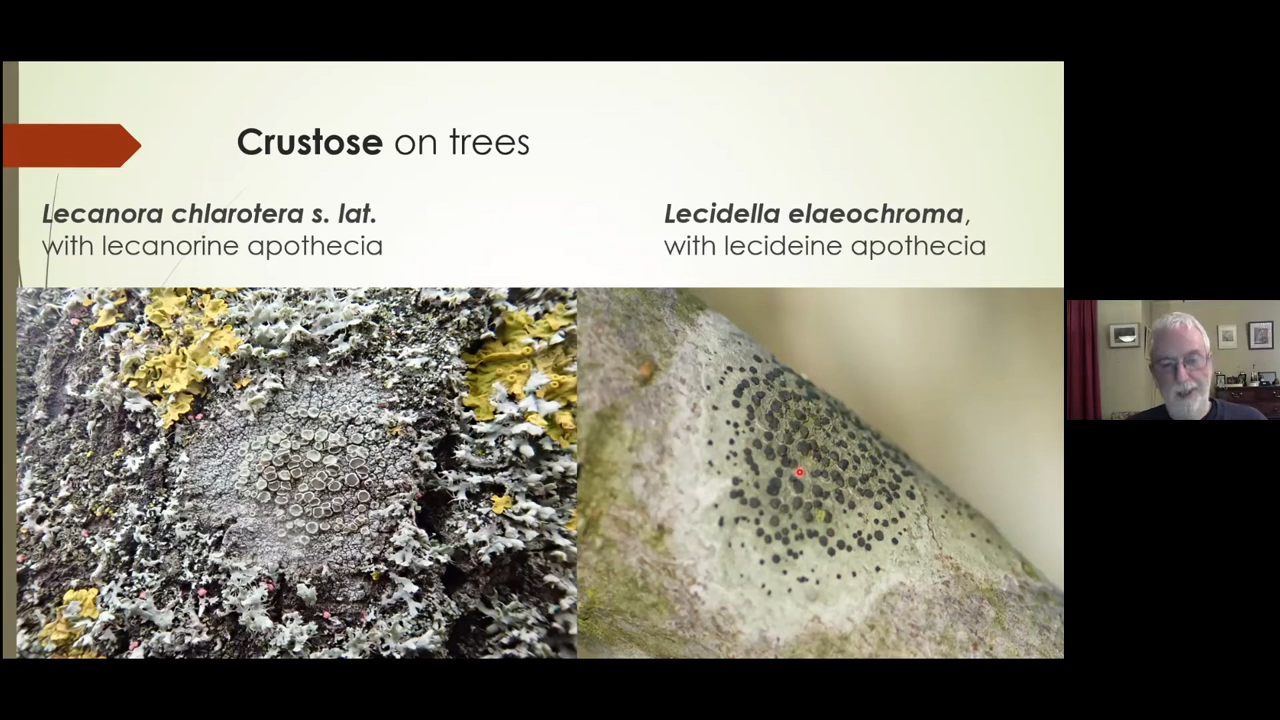 Crustose on trees
Lecanora chlarotera s. lat.
with lecanorine apothecia
Lecidella elaeochroma,
with lecideine apothecia